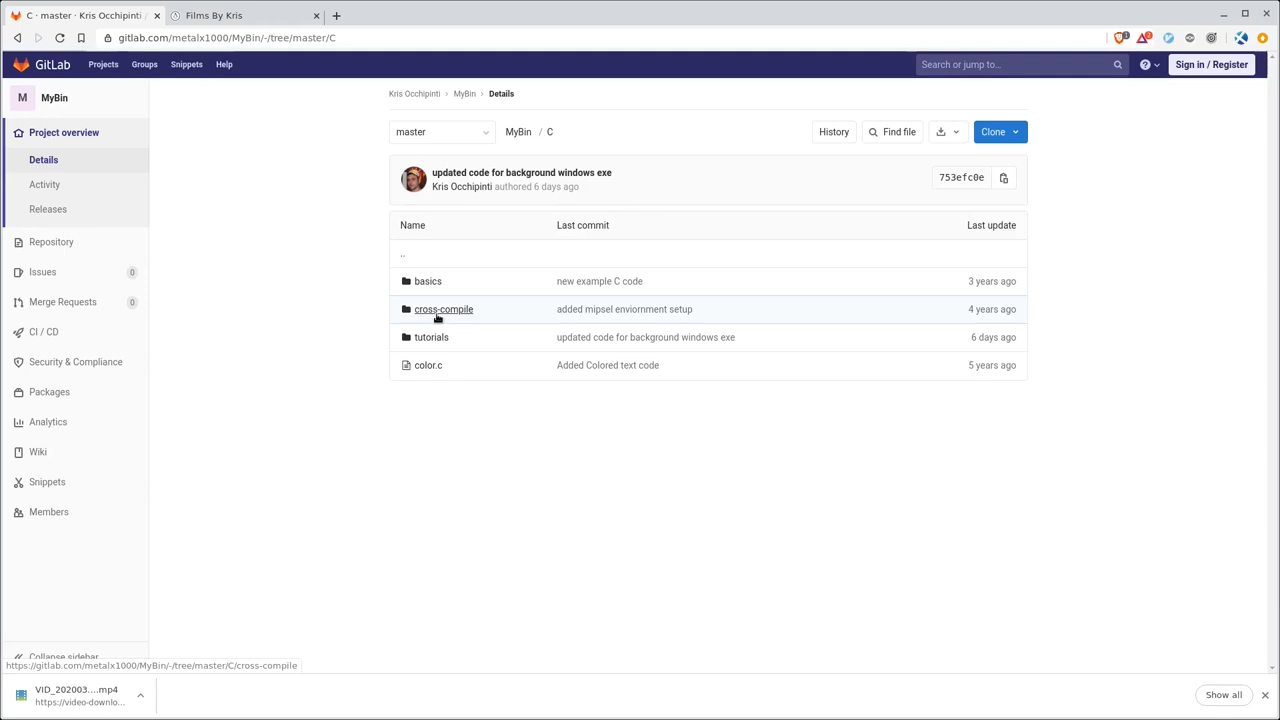 C · master · Kris Occhipinti /
Films By Kris
gitlab.com/metalx1000/MyBin/-/tree/master/C
1
2
GitLab
Projects
Groups
Snippets
Help
Search or jump to...
Sign in / Register
M
MyBin
Kris Occhipinti
MyBin
Details
Project overview
master
MyBin / C
History
Find file
Clone
Details
updated code for background windows exe
Kris Occhipinti authored 6 days ago
753efc0e
Activity
Releases
Name
Last commit
Last update
Repository
..
Issues
0
basics
new example C code
3 years ago
Merge Requests
0
cross-compile
added mipsel enviornment setup
4 years ago
CI / CD
tutorials
updated code for background windows exe
6 days ago
Security & Compliance
color.c
Added Colored text code
5 years ago
Packages
Analytics
Wiki
Snippets
Members
Collapse sidebar
https://gitlab.com/metalx1000/MyBin/-/tree/master/C/cross-compile
VID_202003....mp4
https://video-downlo...
Show all